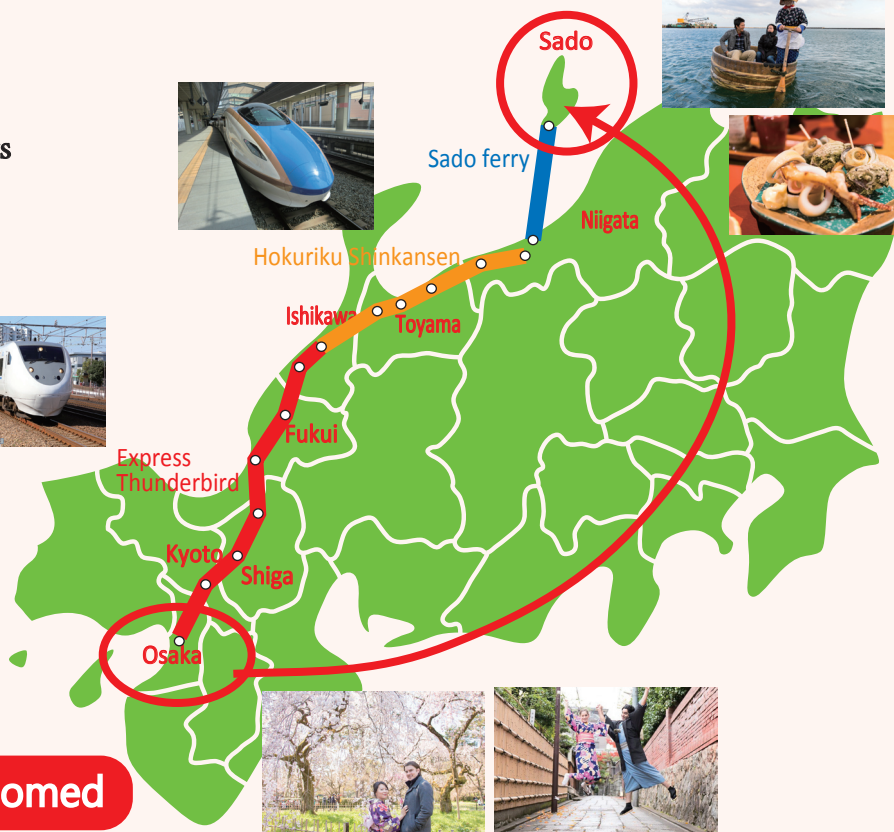 Sado
s
Sado ferry
Niigata
Hokuriku Shinkansen
Ishikawa
Toyama
Fukui
Express
Thunderbird
Kyoto
Shiga
Osaka
omed